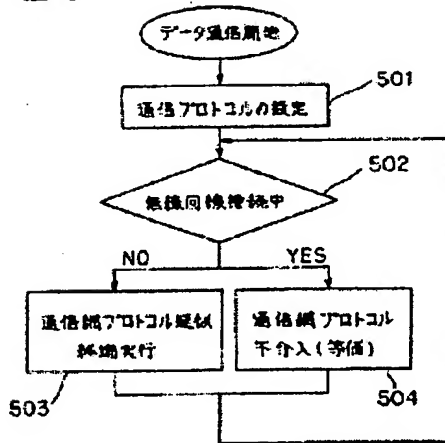 データ通信開始
501
通信プロトコルの設定
502
無線回線接続中
NO
YES
通信網プロトコル疑似
終端実行
通信網プロトコル
不介入(等価)
503
504